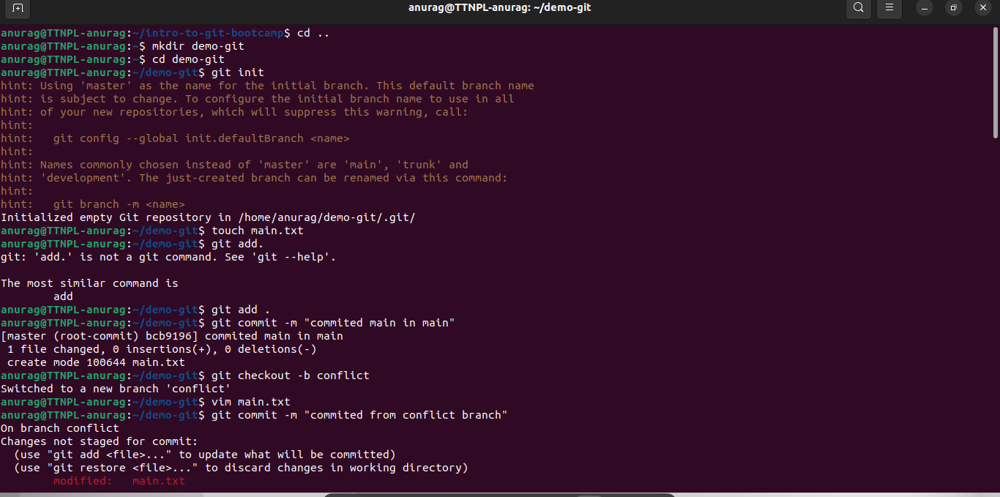 anurag@TTNPL-anurag: ~/demo-git
anurag@TTNPL-anurag:~/intro-to-git-bootcamp$ cd ..
anurag@TTNPL-anurag:~$ mkdir demo-git
anurag@TTNPL-anurag:~$ cd demo-git
anurag@TTNPL-anurag:~/demo-git$ git init
hint: Using 'master' as the name for the initial branch. This default branch name
hint: is subject to change. To configure the initial branch name to use in all
hint: of your new repositories, which will suppress this warning, call:
hint:
hint:   git config --global init.defaultBranch <name>
hint:
hint: Names commonly chosen instead of 'master' are 'main', 'trunk' and
hint: 'development'. The just-created branch can be renamed via this command:
hint:
hint:   git branch -m <name>
Initialized empty Git repository in /home/anurag/demo-git/.git/
anurag@TTNPL-anurag:~/demo-git$ touch main.txt
anurag@TTNPL-anurag:~/demo-git$ git add.
git: 'add.' is not a git command. See 'git --help'.

The most similar command is
        add
anurag@TTNPL-anurag:~/demo-git$ git add .
anurag@TTNPL-anurag:~/demo-git$ git commit -m "commited main in main"
[master (root-commit) bcb9196] commited main in main
 1 file changed, 0 insertions(+), 0 deletions(-)
 create mode 100644 main.txt
anurag@TTNPL-anurag:~/demo-git$ git checkout -b conflict
Switched to a new branch 'conflict'
anurag@TTNPL-anurag:~/demo-git$ vim main.txt
anurag@TTNPL-anurag:~/demo-git$ git commit -m "commited from conflict branch"
On branch conflict
Changes not staged for commit:
  (use "git add <file>..." to update what will be committed)
  (use "git restore <file>..." to discard changes in working directory)
        modified:   main.txt